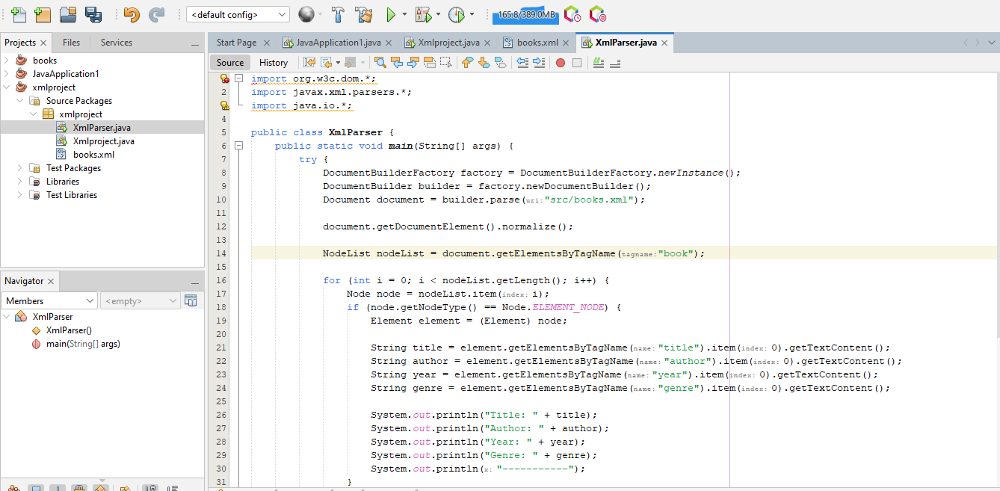 <default config>
165.8/389.0MB
Projects
Files
Services
books
JavaApplication1
xmlproject
Source Packages
xmlproject
XmlParser.java
Xmlproject.java
books.xml
Test Packages
Libraries
Test Libraries
Navigator
Members
<empty>
XmlParser
XmlParser()
main(String[] args)
Start Page
JavaApplication1.java
Xmlproject.java
books.xml
XmlParser.java
Source
History
import org.w3c.dom.*;
2 import javax.xml.parsers.*;
import java.io.*;
4
5 public class XmlParser {
6 public static void main(String[] args) {
7 try {
8 DocumentBuilderFactory factory = DocumentBuilderFactory.newInstance();
9 DocumentBuilder builder = factory.newDocumentBuilder();
10 Document document = builder.parse(uri:"src/books.xml");
11
12 document.getDocumentElement().normalize();
13
14 NodeList nodeList = document.getElementsByTagName(tagname:"book");
15
16 for (int i = 0; i < nodeList.getLength(); i++) {
17 Node node = nodeList.item(index:i);
18 if (node.getNodeType() == Node.ELEMENT_NODE) {
19 Element element = (Element) node;
20
21 String title = element.getElementsByTagName(name:"title").item(index:0).getTextContent();
22 String author = element.getElementsByTagName(name:"author").item(index:0).getTextContent();
23 String year = element.getElementsByTagName(name:"year").item(index:0).getTextContent();
24 String genre = element.getElementsByTagName(name:"genre").item(index:0).getTextContent();
25
26 System.out.println("Title: " + title);
27 System.out.println("Author: " + author);
28 System.out.println("Year: " + year);
29 System.out.println("Genre: " + genre);
30 System.out.println(x:"-----------");
31 }